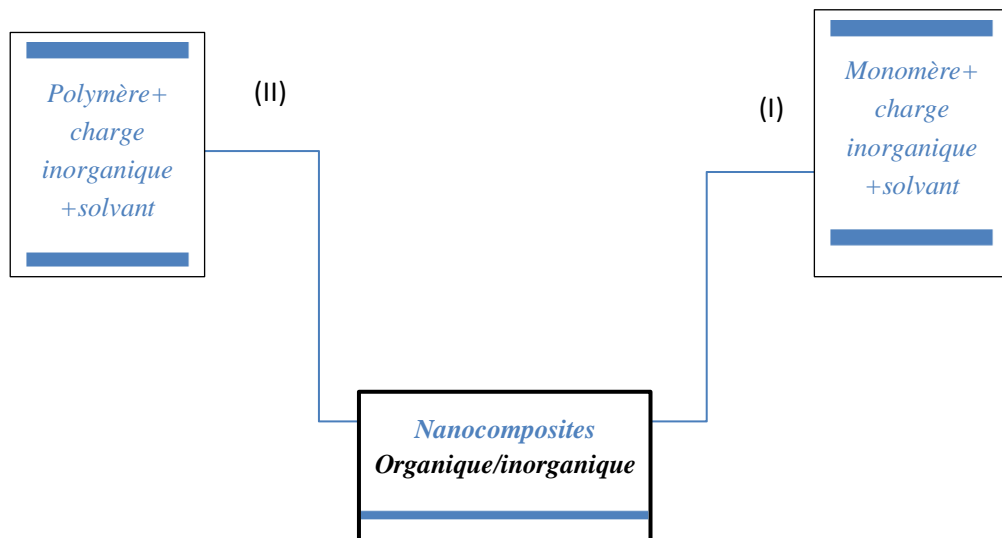 Polymère+
charge
inorganique
+solvant
(II)
(I)
Monomère+
charge
inorganique
+solvant
Nanocomposites
Organique/inorganique